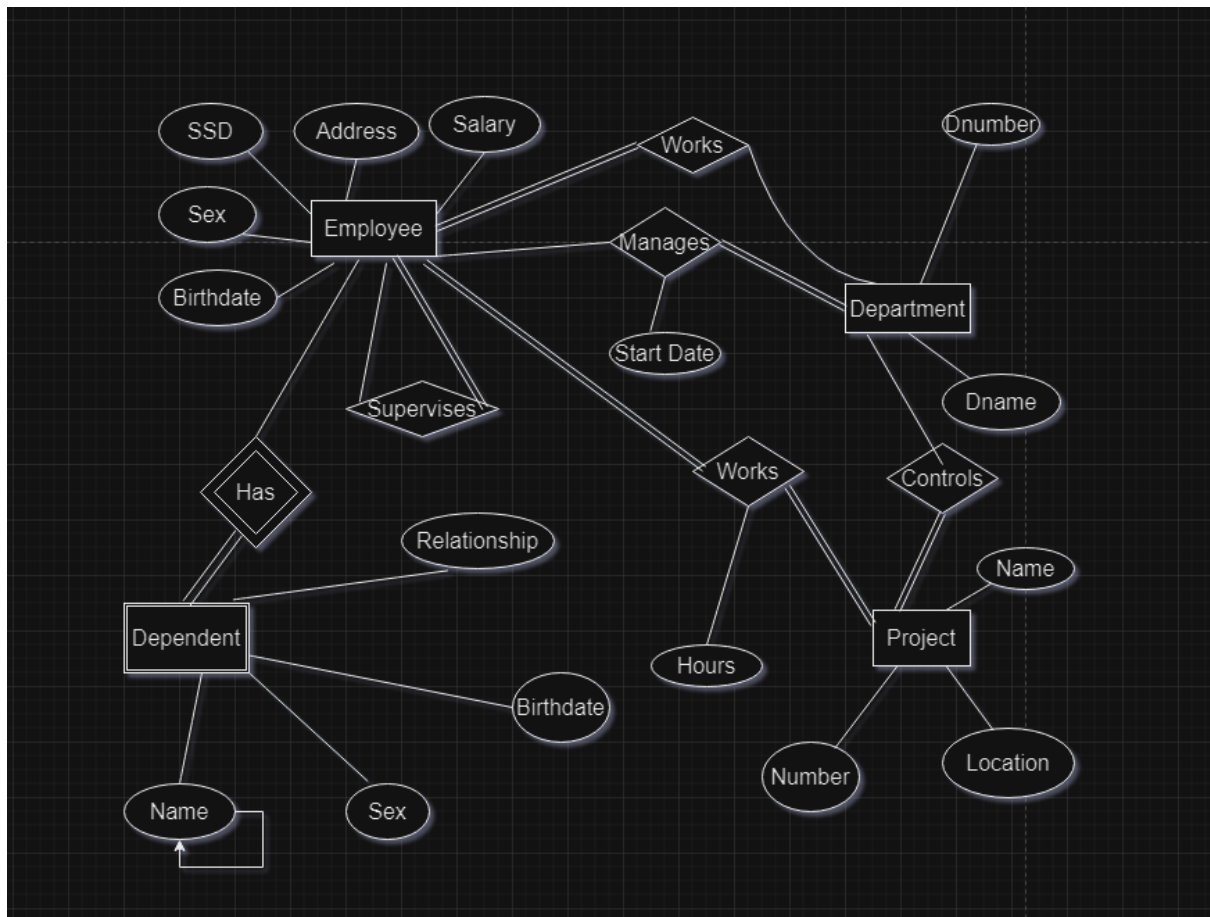 SSD
Address
Salary
Works
Dnumber
Sex
Employee
Manages
Birthdate
Department
Start Date
Supervises
Dname
Has
Works
Controls
Relationship
Name
Dependent
Project
Hours
Birthdate
Number
Location
Name
Sex